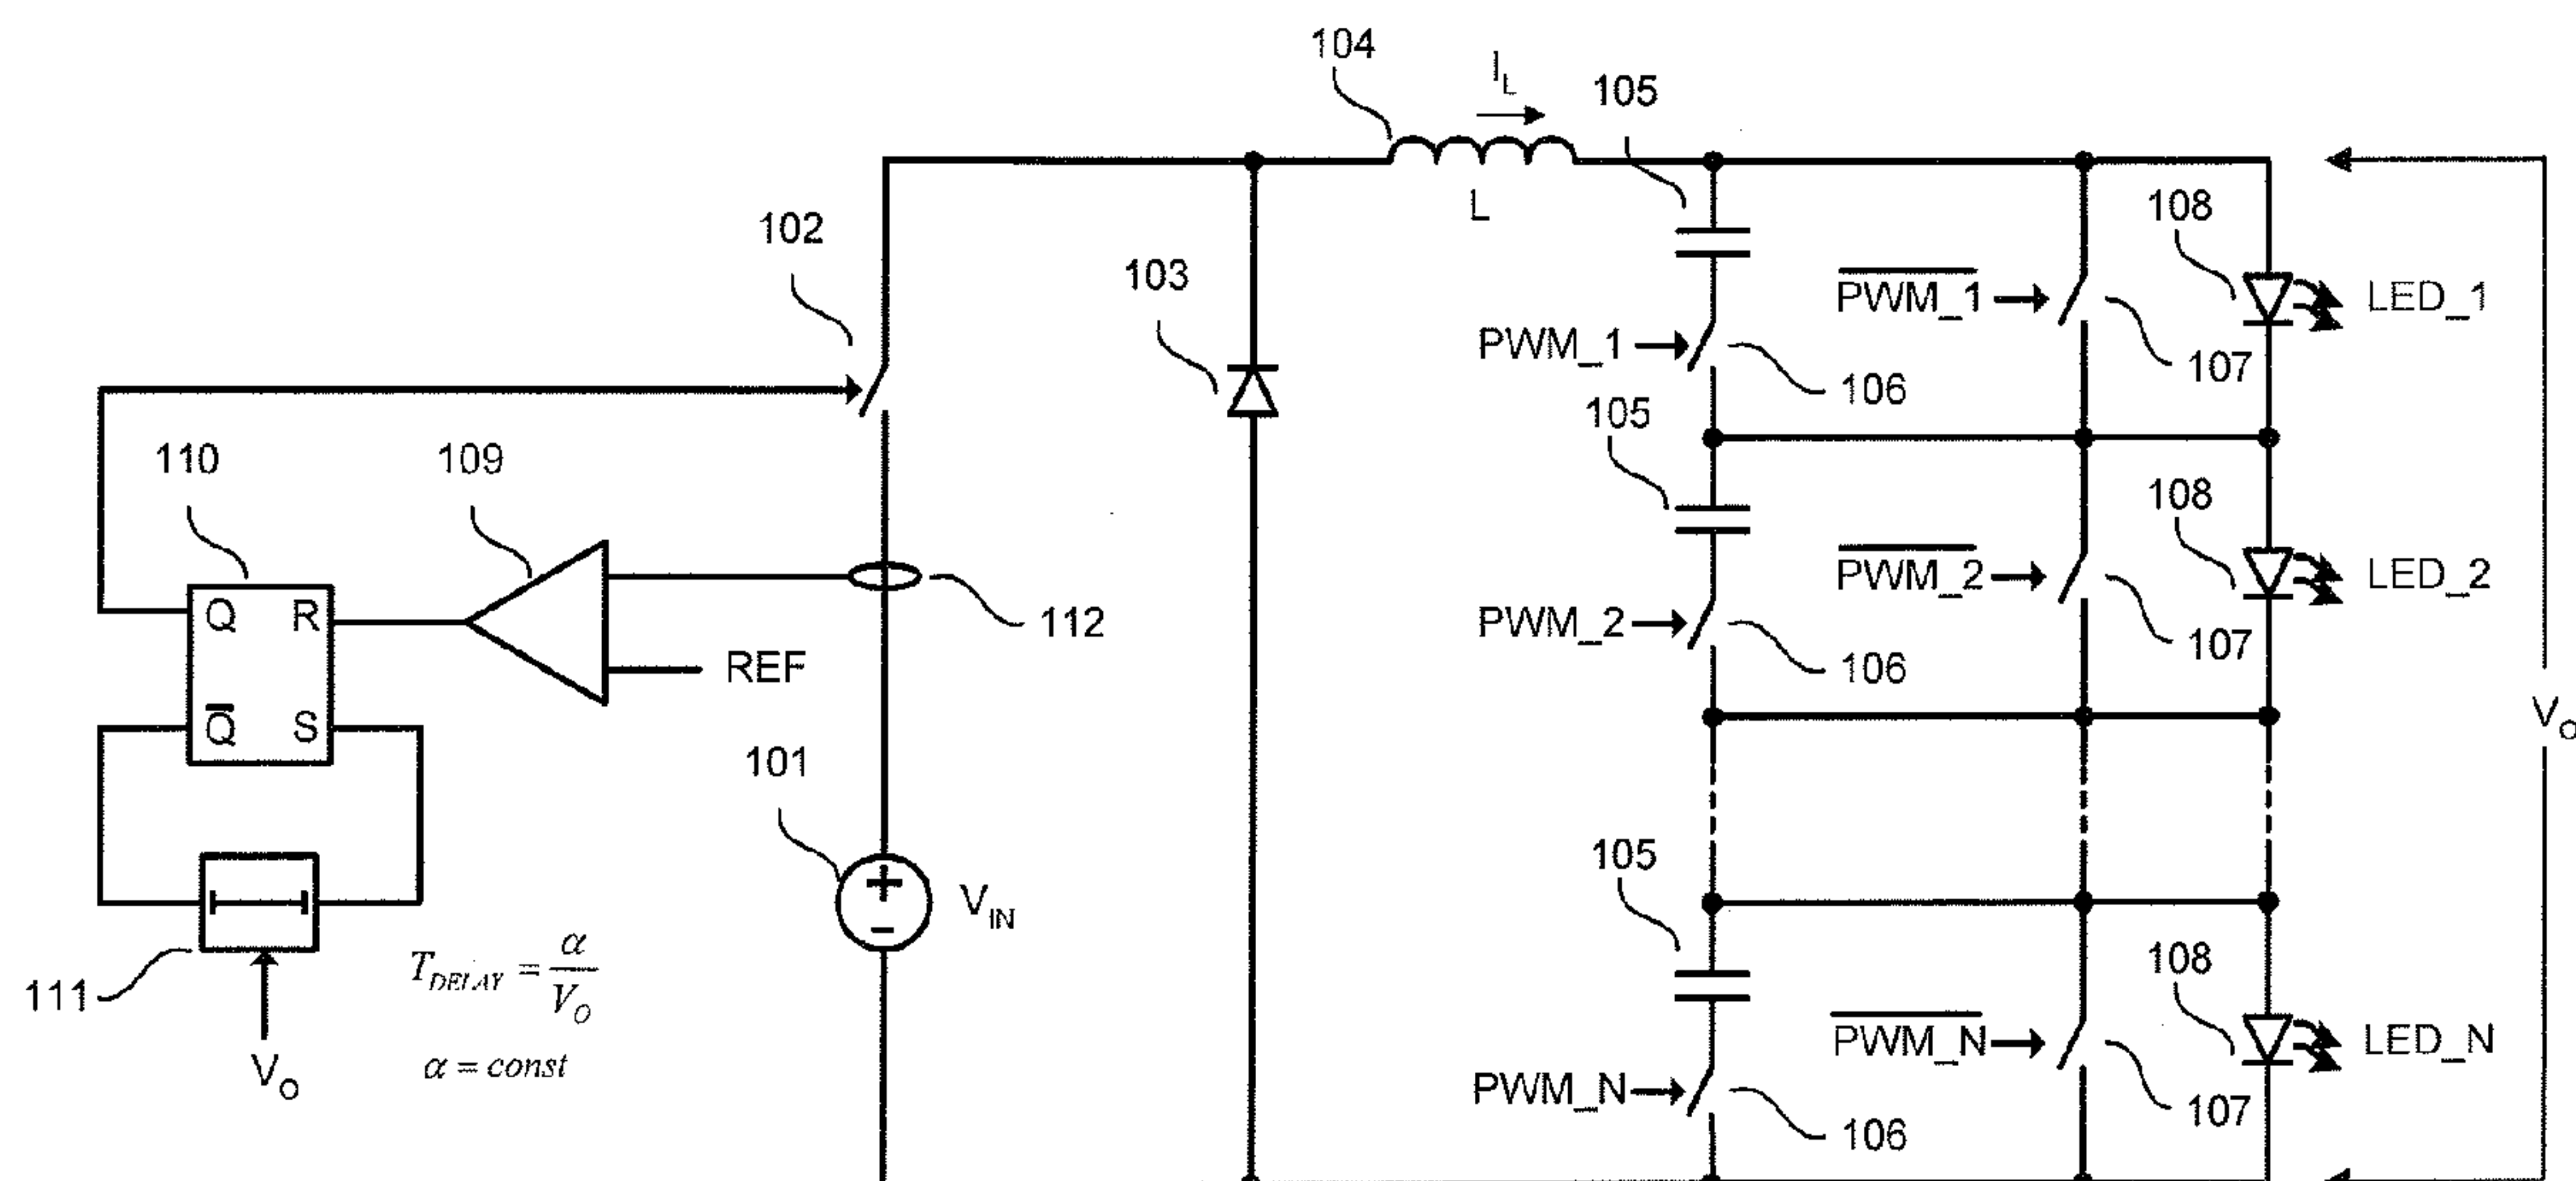 104
I_L
105
L
102
103
108
PWM_1
LED_1
PWM_1
107
106
110
109
105
108
PWM_2
LED_2
Q R
112
PWM_2
107
106
REF
Q̅ S
V_O
101
105
V_IN
108
T_DELAY = α / V_O
111
α = const
V_O
PWM_N
LED_N
PWM_N
107
106